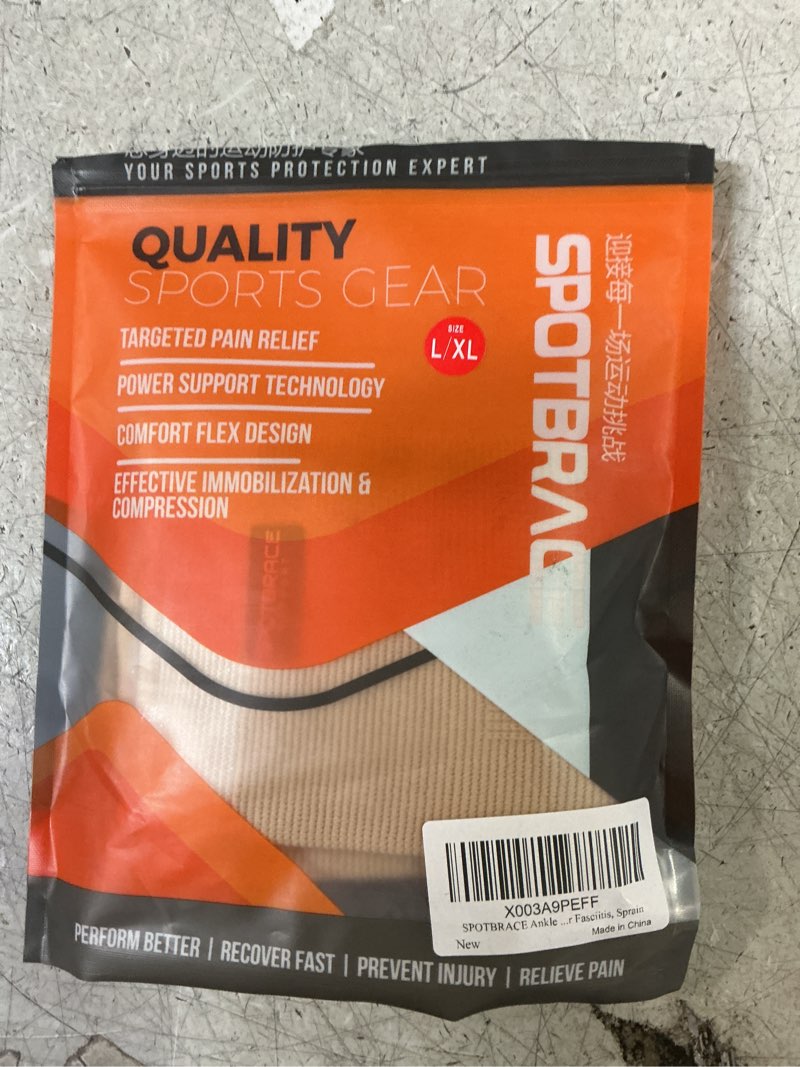 YOUR SPORTS PROTECTION EXPERT
QUALITY
SPORTS GEAR
TARGETED PAIN RELIEF
POWER SUPPORT TECHNOLOGY
COMFORT FLEX DESIGN
EFFECTIVE IMMOBILIZATION &
COMPRESSION
SIZE
L/XL
迎接每一场运动挑战
SPOTBRACE
X003A9PEFF
SPOTBRACE Ankle ...r Fasciitis, Sprain
New
Made in China
PERFORM BETTER | RECOVER FAST | PREVENT INJURY | RELIEVE PAIN